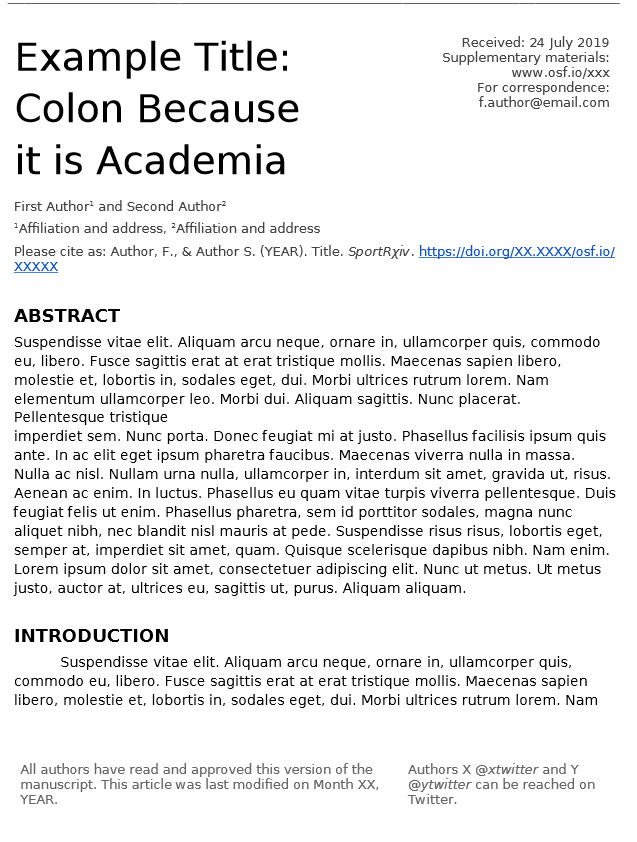 Example Title:
Colon Because
it is Academia
Received: 24 July 2019
Supplementary materials:
www.osf.io/xxx
For correspondence:
f.author@email.com
First Author¹ and Second Author²
¹Affiliation and address, ²Affiliation and address
Please cite as: Author, F., & Author S. (YEAR). Title. SportRχiv. https://doi.org/XX.XXXX/osf.io/
XXXXX
ABSTRACT
Suspendisse vitae elit. Aliquam arcu neque, ornare in, ullamcorper quis, commodo
eu, libero. Fusce sagittis erat at erat tristique mollis. Maecenas sapien libero,
molestie et, lobortis in, sodales eget, dui. Morbi ultrices rutrum lorem. Nam
elementum ullamcorper leo. Morbi dui. Aliquam sagittis. Nunc placerat.
Pellentesque tristique
imperdiet sem. Nunc porta. Donec feugiat mi at justo. Phasellus facilisis ipsum quis
ante. In ac elit eget ipsum pharetra faucibus. Maecenas viverra nulla in massa.
Nulla ac nisl. Nullam urna nulla, ullamcorper in, interdum sit amet, gravida ut, risus.
Aenean ac enim. In luctus. Phasellus eu quam vitae turpis viverra pellentesque. Duis
feugiat felis ut enim. Phasellus pharetra, sem id porttitor sodales, magna nunc
aliquet nibh, nec blandit nisl mauris at pede. Suspendisse risus risus, lobortis eget,
semper at, imperdiet sit amet, quam. Quisque scelerisque dapibus nibh. Nam enim.
Lorem ipsum dolor sit amet, consectetuer adipiscing elit. Nunc ut metus. Ut metus
justo, auctor at, ultrices eu, sagittis ut, purus. Aliquam aliquam.
INTRODUCTION
Suspendisse vitae elit. Aliquam arcu neque, ornare in, ullamcorper quis,
commodo eu, libero. Fusce sagittis erat at erat tristique mollis. Maecenas sapien
libero, molestie et, lobortis in, sodales eget, dui. Morbi ultrices rutrum lorem. Nam
All authors have read and approved this version of the
manuscript. This article was last modified on Month XX,
YEAR.
Authors X @xtwitter and Y
@ytwitter can be reached on
Twitter.